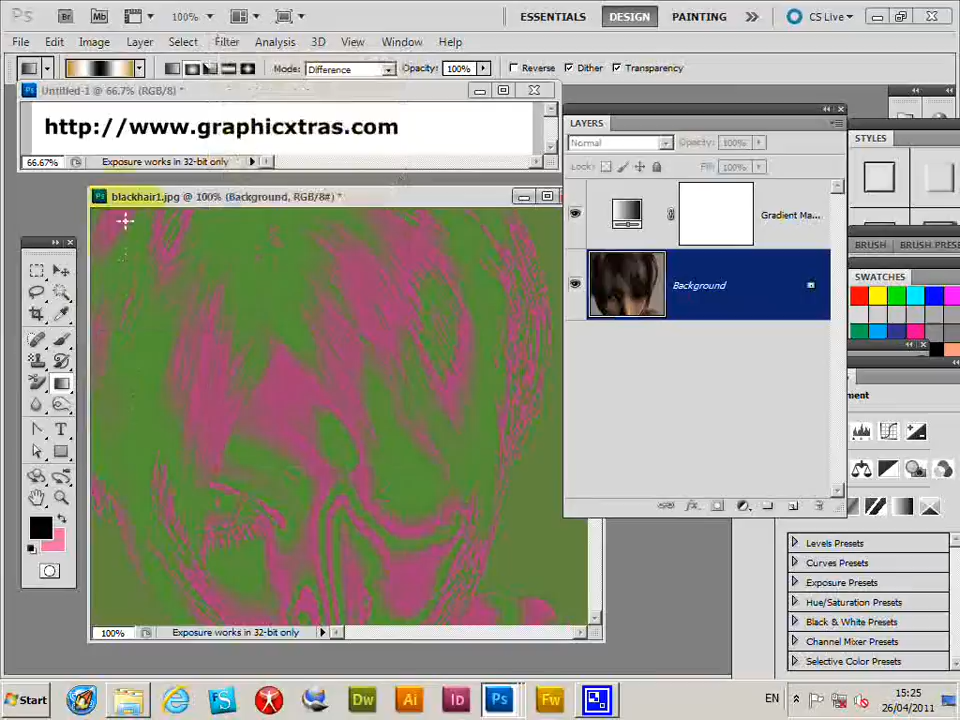 Ps Br Mb 100% ESSENTIALS DESIGN PAINTING CS Live
File Edit Image Layer Select Filter Analysis 3D View Window Help
Mode: Difference Opacity: 100% Reverse Dither Transparency
Untitled-1 @ 66.7% (RGB/8) *
http://www.graphicxtras.com
66.67% Exposure works in 32-bit only
blackhair1.jpg @ 100% (Background, RGB/8#) *
100% Exposure works in 32-bit only
LAYERS
Normal Opacity: 100%
Lock: Fill: 100%
Gradient Ma...
Background
STYLES
BRUSH BRUSH PRESE
SWATCHES
ment
Levels Presets
Curves Presets
Exposure Presets
Hue/Saturation Presets
Black & White Presets
Channel Mixer Presets
Selective Color Presets
Start FS Dw Ai Id Ps Fw EN 15:25
26/04/2011